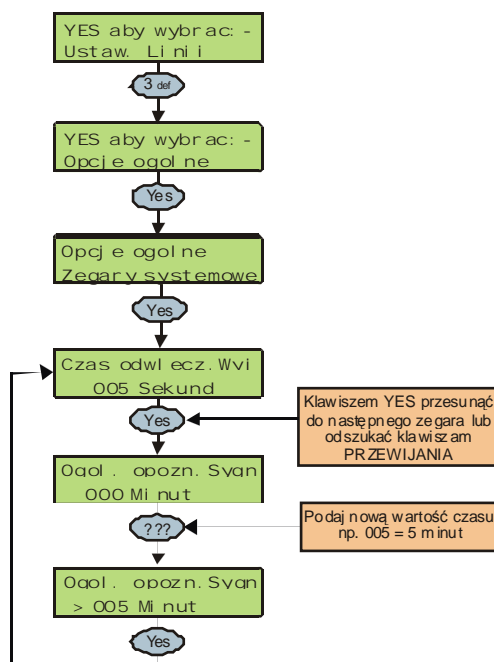 YES aby wybrac: -
Ustaw. Linii
3 def
YES aby wybrac: -
Opcje ogolne
Yes
Opcje ogolne
Zegary systemowe
Yes
Czas odwlecz. Wyi
005 Sekund
Yes
Klawiszem YES przesunąć
do następnego zegara lub
odszukać klawiszam
PRZEWIJANIA
Ogol. opozn. Sygn
000 Minut
???
Podaj nową wartość czasu
np. 005 = 5 minut
Ogol. opozn. Sygn
> 005 Minut
Yes